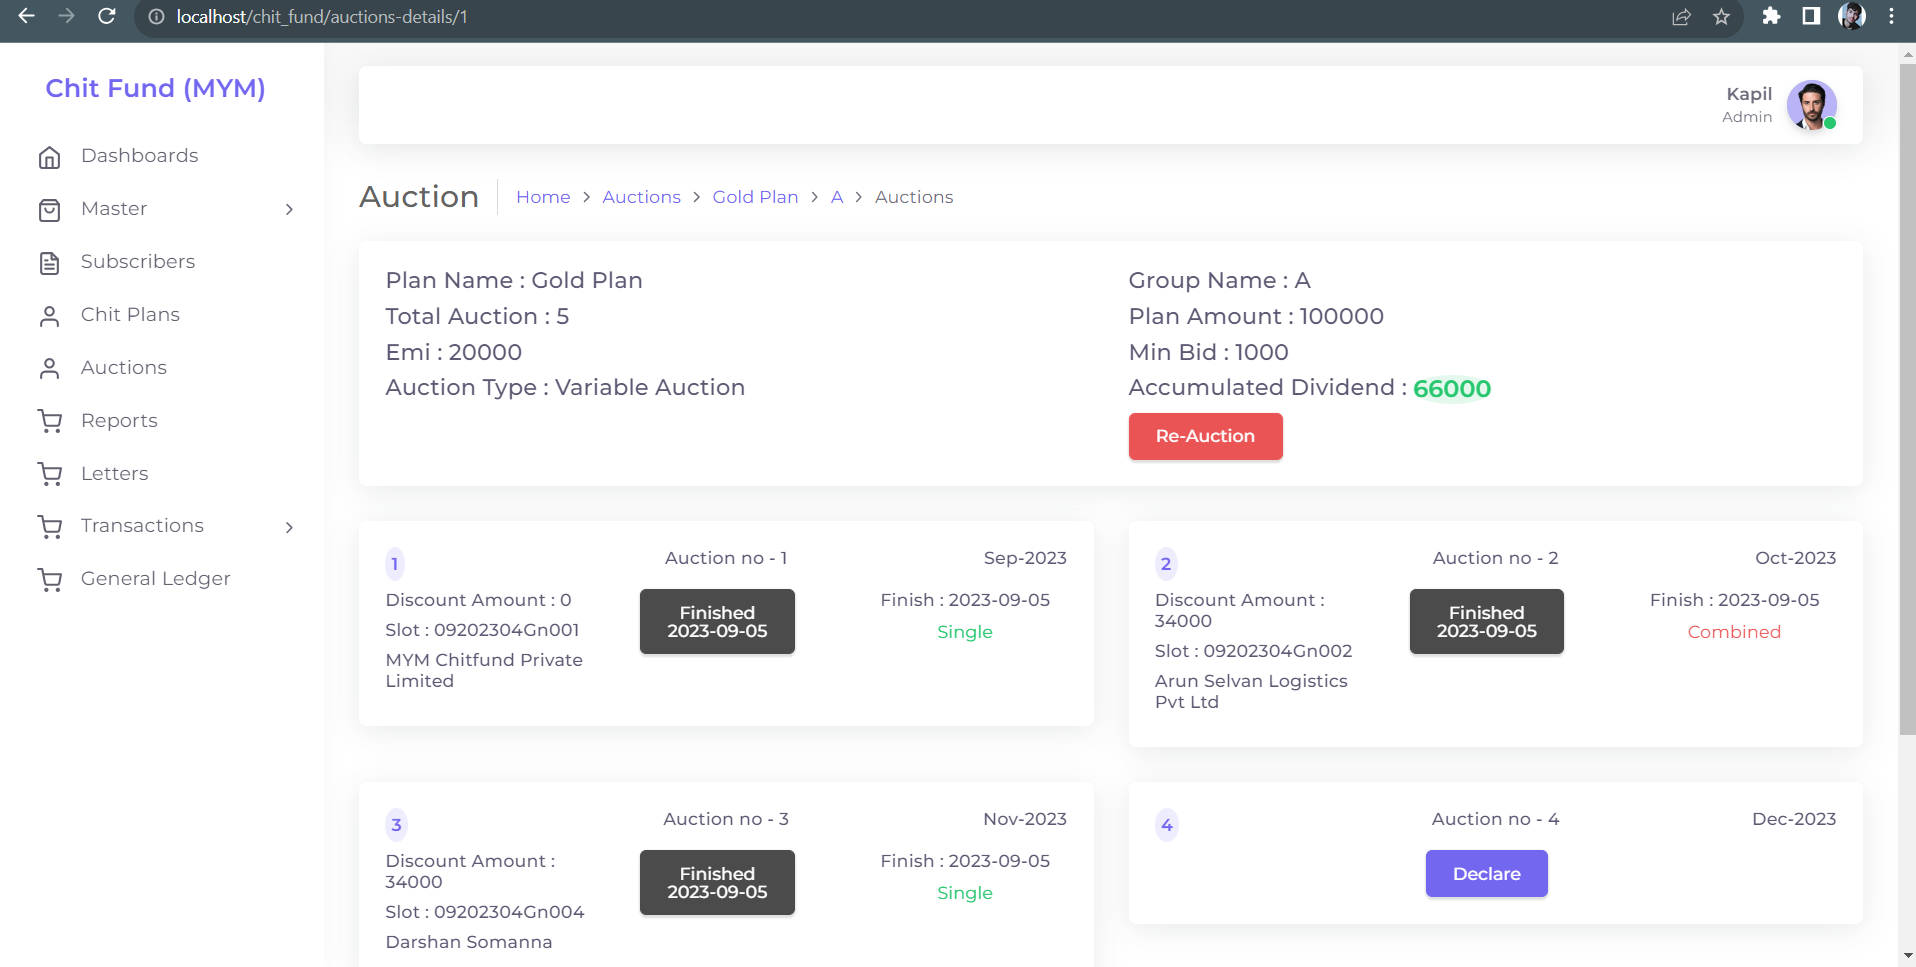 localhost/chit_fund/auctions-details/1
Chit Fund (MYM)
Dashboards
Master
Subscribers
Chit Plans
Auctions
Reports
Letters
Transactions
General Ledger
Kapil
Admin
Auction
Home > Auctions > Gold Plan > A > Auctions
Plan Name : Gold Plan
Total Auction : 5
Emi : 20000
Auction Type : Variable Auction
Group Name : A
Plan Amount : 100000
Min Bid : 1000
Accumulated Dividend : 66000
Re-Auction
1
Auction no - 1
Sep-2023
Discount Amount : 0
Slot : 09202304Gn001
MYM Chitfund Private
Limited
Finished
2023-09-05
Finish : 2023-09-05
Single
2
Auction no - 2
Oct-2023
Discount Amount :
34000
Slot : 09202304Gn002
Arun Selvan Logistics
Pvt Ltd
Finished
2023-09-05
Finish : 2023-09-05
Combined
3
Auction no - 3
Nov-2023
Discount Amount :
34000
Slot : 09202304Gn004
Darshan Somanna
Finished
2023-09-05
Finish : 2023-09-05
Single
4
Auction no - 4
Dec-2023
Declare